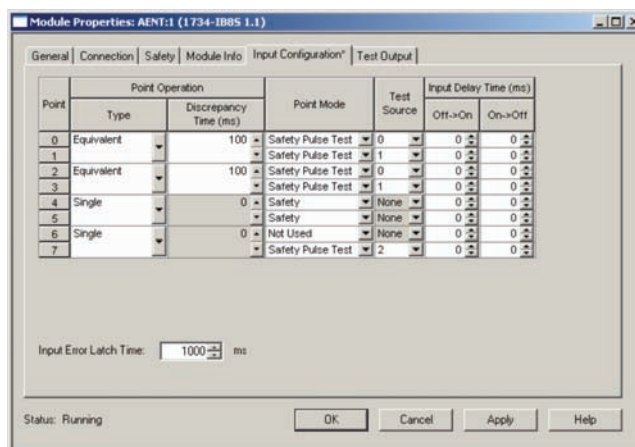 Module Properties: AENT:1 (1734-IB8S 1.1)
General Connection Safety Module Info Input Configuration* Test Output
Point Point Operation Point Mode Test Source Input Delay Time (ms)
Type Discrepancy Time (ms) Off->On On->Off
0 Equivalent 100 Safety Pulse Test 0 0 0
1 Safety Pulse Test 1 0 0
2 Equivalent 100 Safety Pulse Test 0 0 0
3 Safety Pulse Test 1 0 0
4 Single 0 Safety None 0 0
5 Safety None 0 0
6 Single 0 Not Used None 0 0
7 Safety Pulse Test 2 0 0
Input Error Latch Time: 1000 ms
Status: Running OK Cancel Apply Help